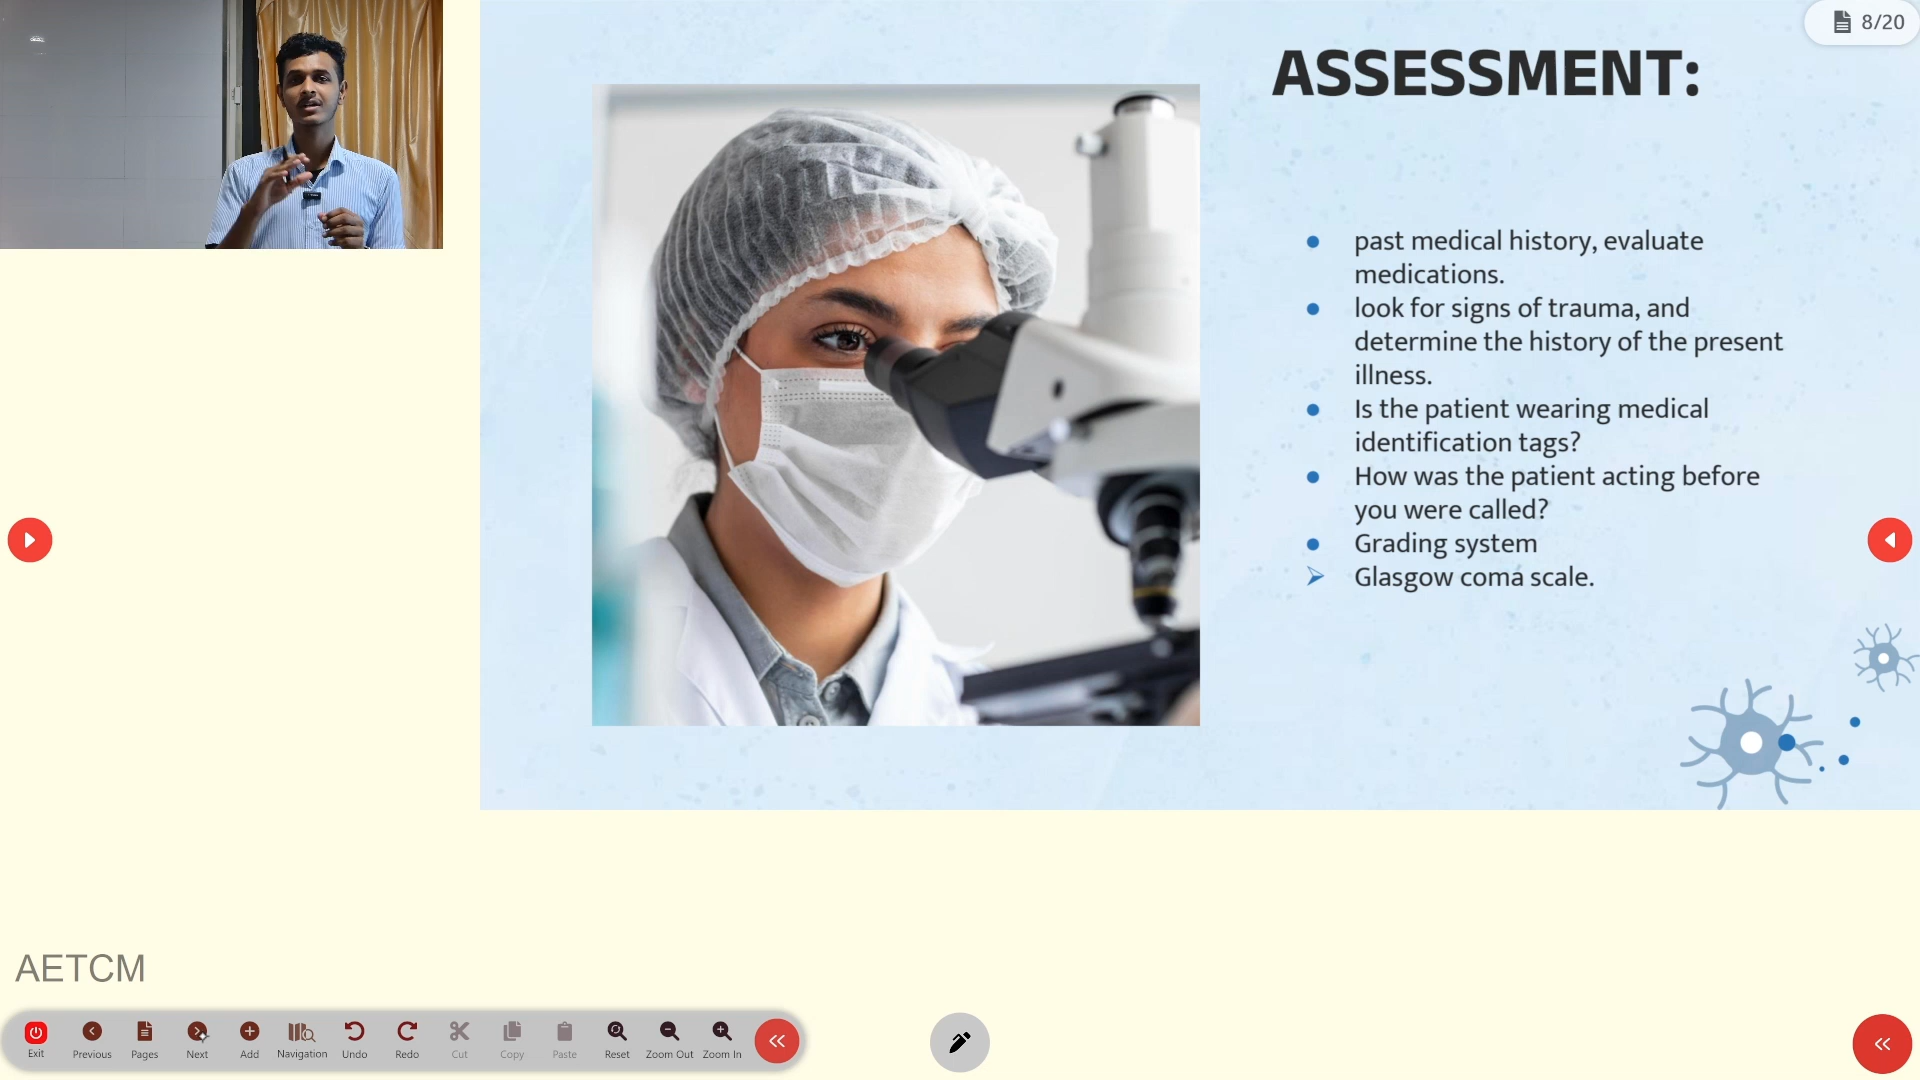 8/20
ASSESSMENT:
past medical history, evaluate
medications.
look for signs of trauma, and
determine the history of the present
illness.
Is the patient wearing medical
identification tags?
How was the patient acting before
you were called?
Grading system
Glasgow coma scale.
AETCM
Exit Previous Pages Next Add Navigation Undo Redo Cut Copy Paste Reset Zoom Out Zoom In